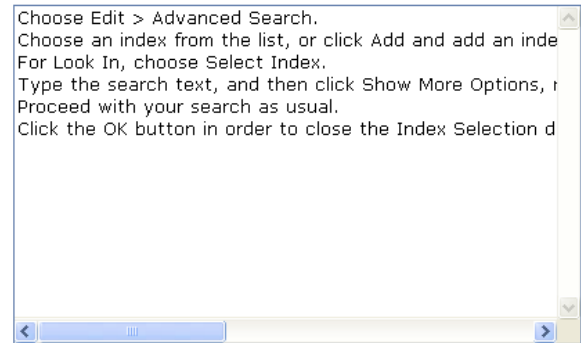 Choose Edit > Advanced Search.
Choose an index from the list, or click Add and add an inde
For Look In, choose Select Index.
Type the search text, and then click Show More Options,
Proceed with your search as usual.
Click the OK button in order to close the Index Selection d